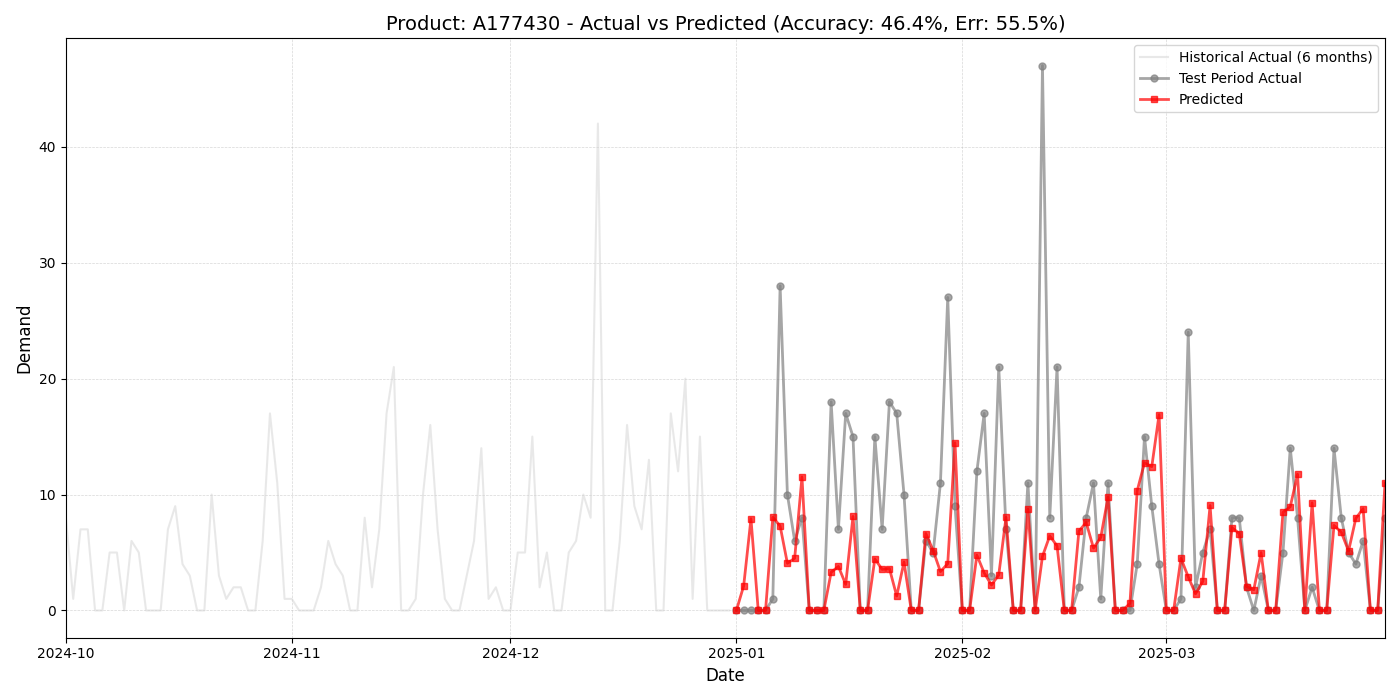 Product: A177430 - Actual vs Predicted (Accuracy: 46.4%, Err: 55.5%)
Historical Actual (6 months)
Test Period Actual
Predicted
Demand
40
30
20
10
0
2024-10
2024-11
2024-12
2025-01
2025-02
2025-03
Date